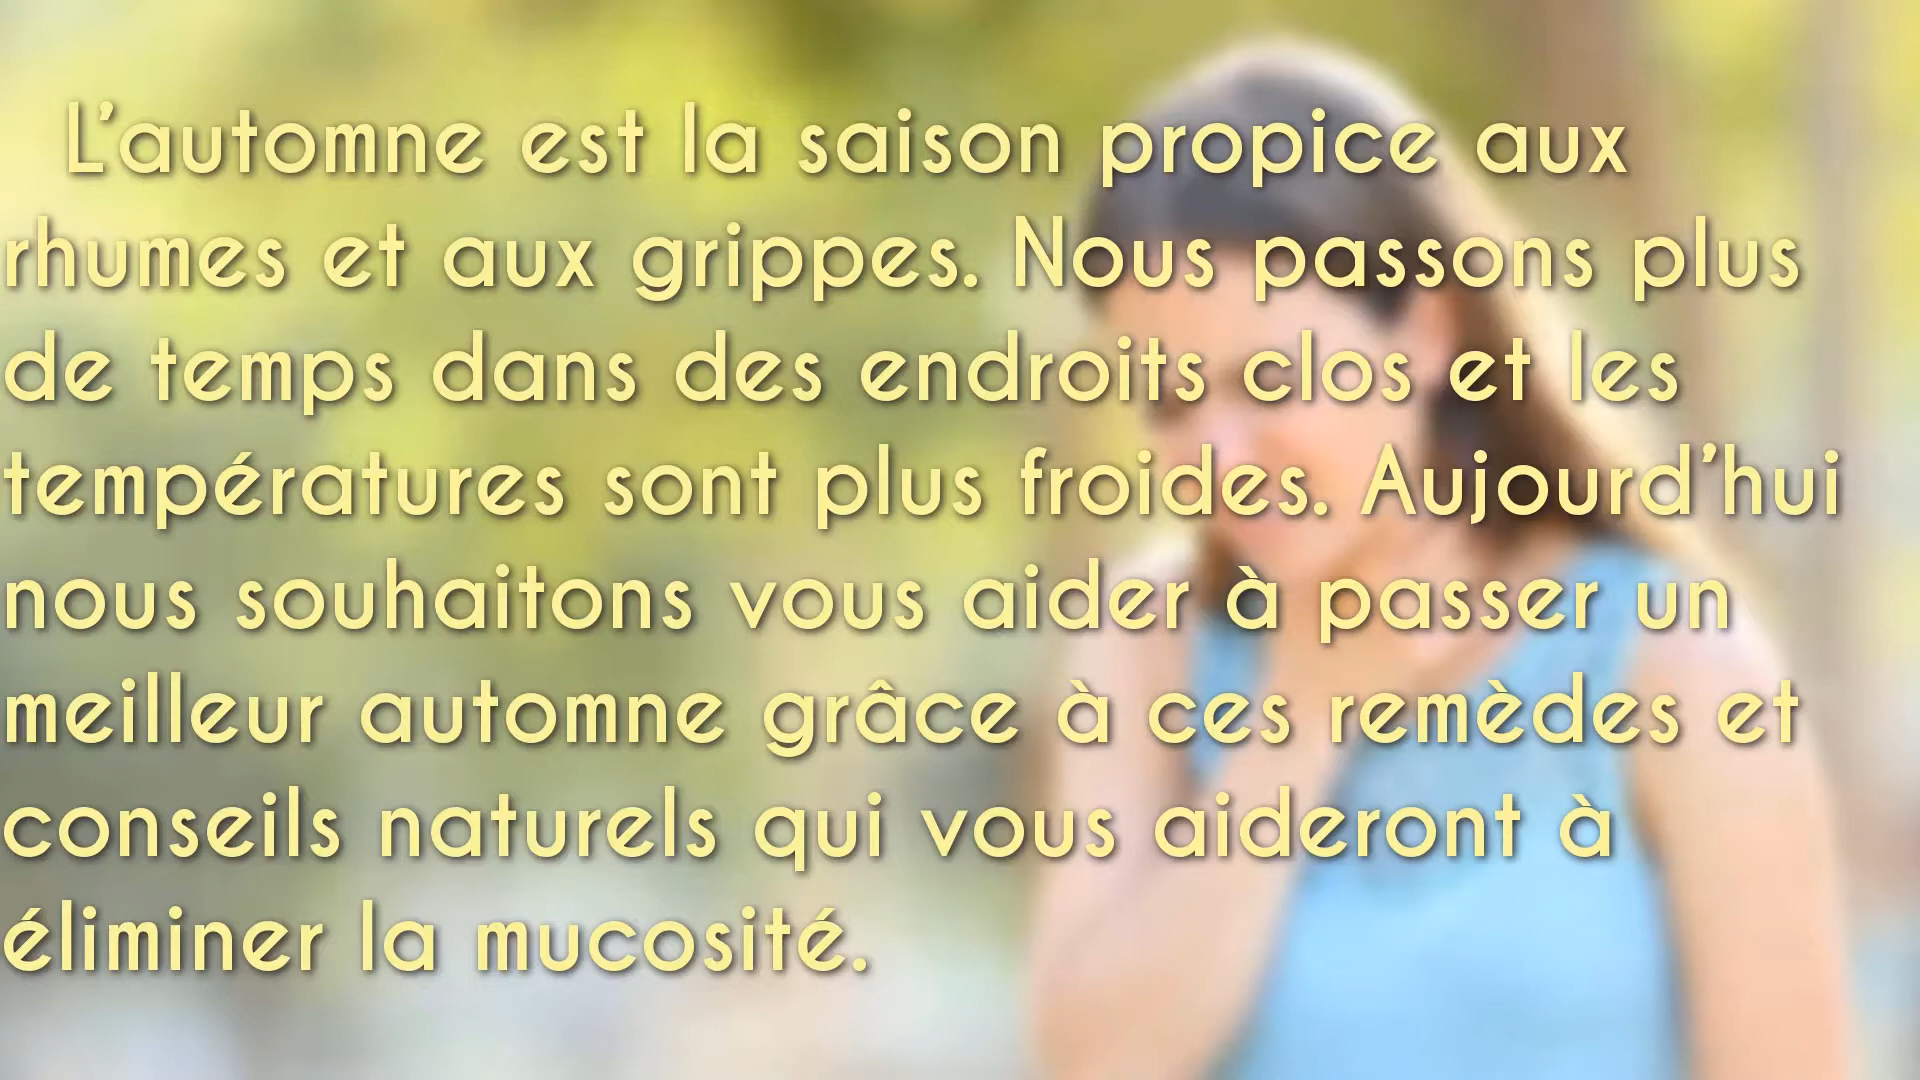 L'automne est la saison propice aux
rhumes et aux grippes. Nous passons plus
de temps dans des endroits clos et les
températures sont plus froides. Aujourd'hui
nous souhaitons vous aider à passer un
meilleur automne grâce à ces remèdes et
conseils naturels qui vous aideront à
éliminer la mucosité.